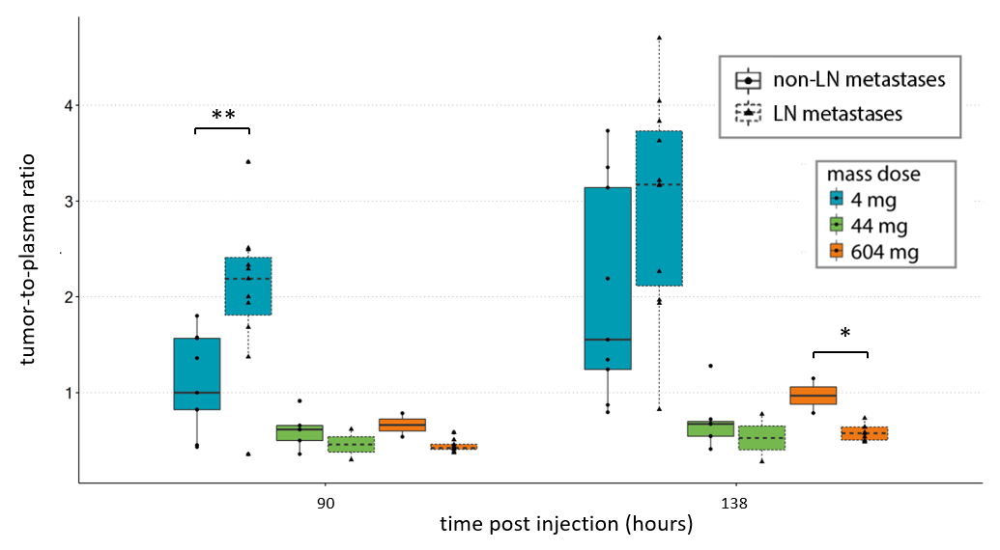 non-LN metastases
LN metastases
mass dose
4 mg
44 mg
604 mg
**
*
tumor-to-plasma ratio
4
3
2
1
90
138
time post injection (hours)